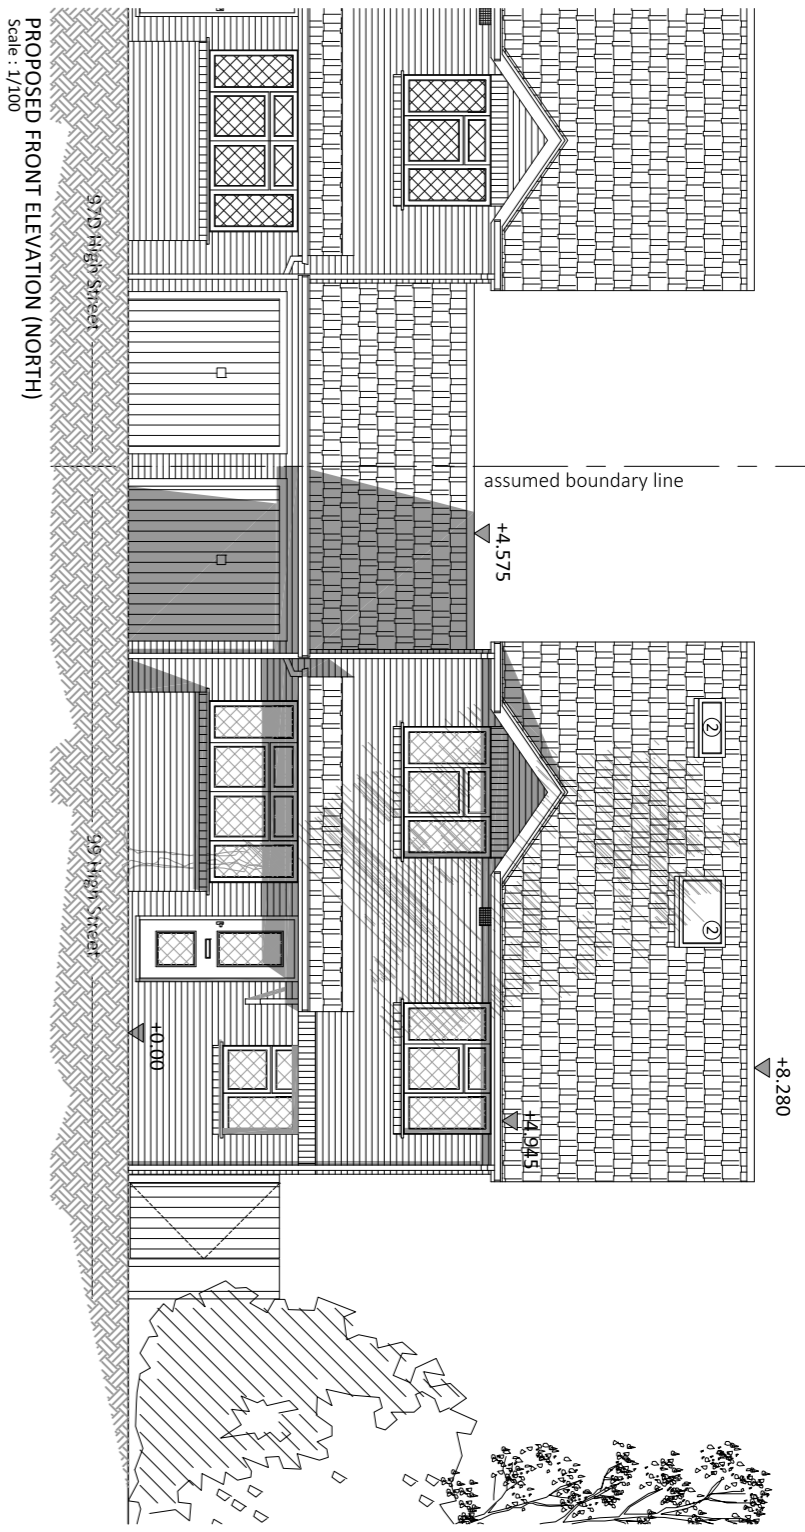 +8.280
2
2
+4.945
+4.575
assumed boundary line
+0.00
97D High Street
99 High Street
PROPOSED FRONT ELEVATION (NORTH)
Scale : 1/100